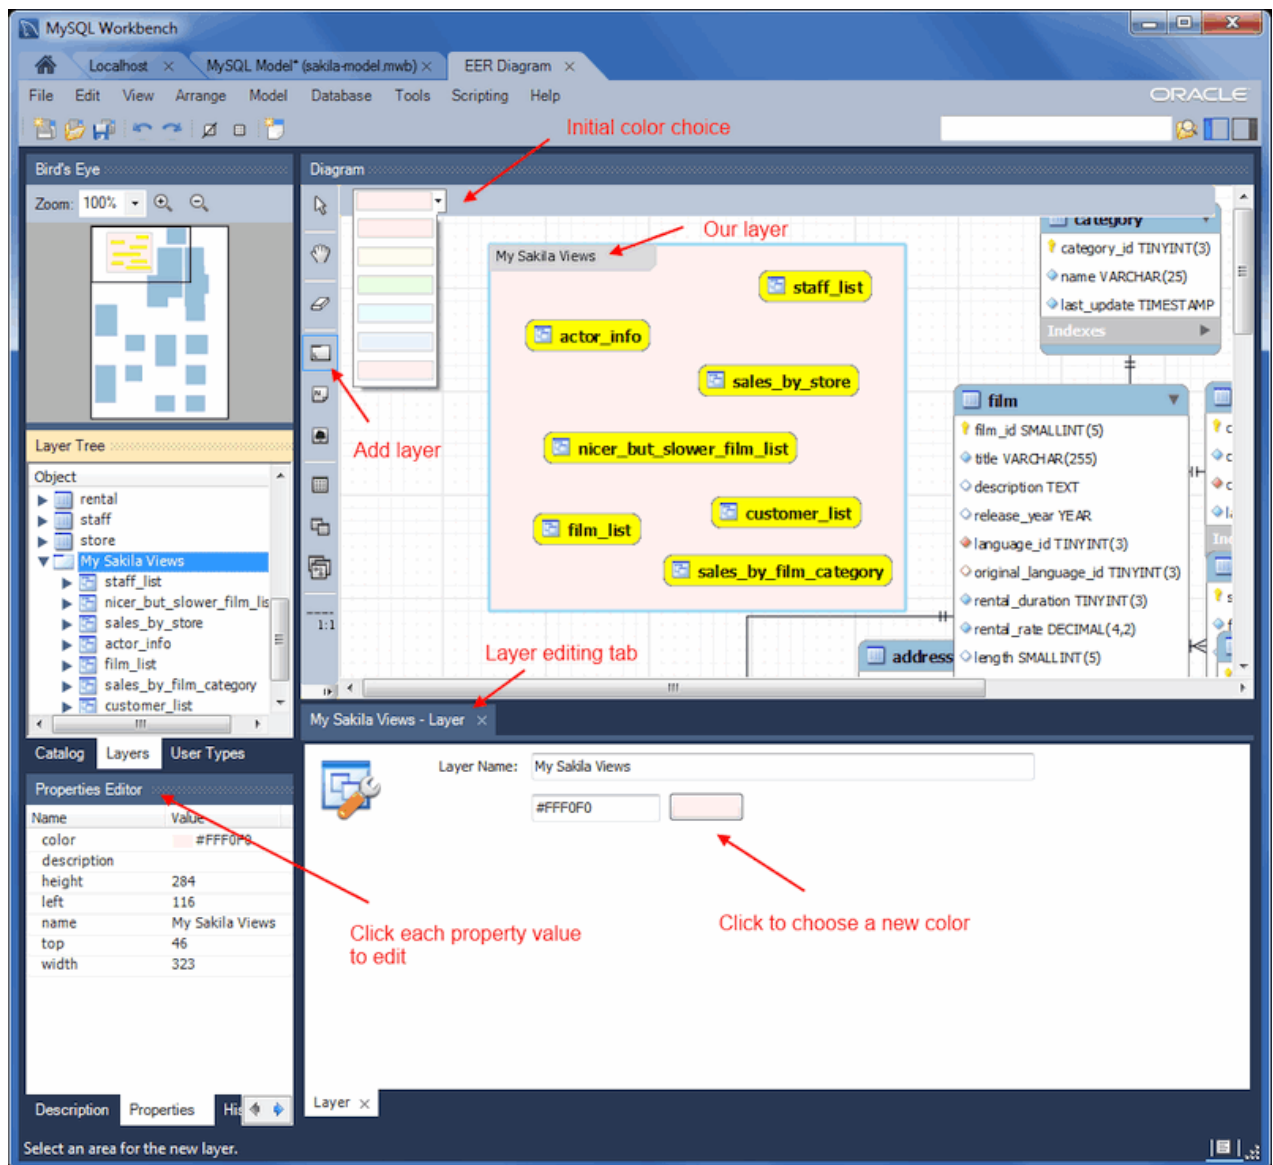 MySQL Workbench
Localhost
MySQL Model* (sakila-model.mwb)
EER Diagram
File Edit View Arrange Model Database Tools Scripting Help
ORACLE
Initial color choice
Bird's Eye
Diagram
Zoom: 100%
Our layer
My Sakila Views
staff_list
actor_info
sales_by_store
nicer_but_slower_film_list
customer_list
film_list
sales_by_film_category
category
category_id TINYINT(3)
name VARCHAR(25)
last_update TIMESTAMP
Indexes
film
film_id SMALLINT(5)
title VARCHAR(255)
description TEXT
release_year YEAR
language_id TINYINT(3)
original_language_id TINYINT(3)
rental_duration TINYINT(3)
rental_rate DECIMAL(4,2)
length SMALLINT(5)
address
Add layer
1:1
Layer editing tab
Layer Tree
Object
rental
staff
store
My Sakila Views
staff_list
nicer_but_slower_film_lis
sales_by_store
actor_info
film_list
sales_by_film_category
customer_list
Catalog Layers User Types
My Sakila Views - Layer
Layer Name: My Sakila Views
#FFF0F0
Click to choose a new color
Properties Editor
Name Value
color #FFF0F0
description
height 284
left 116
name My Sakila Views
top 46
width 323
Click each property value
to edit
Description Properties His
Layer
Select an area for the new layer.